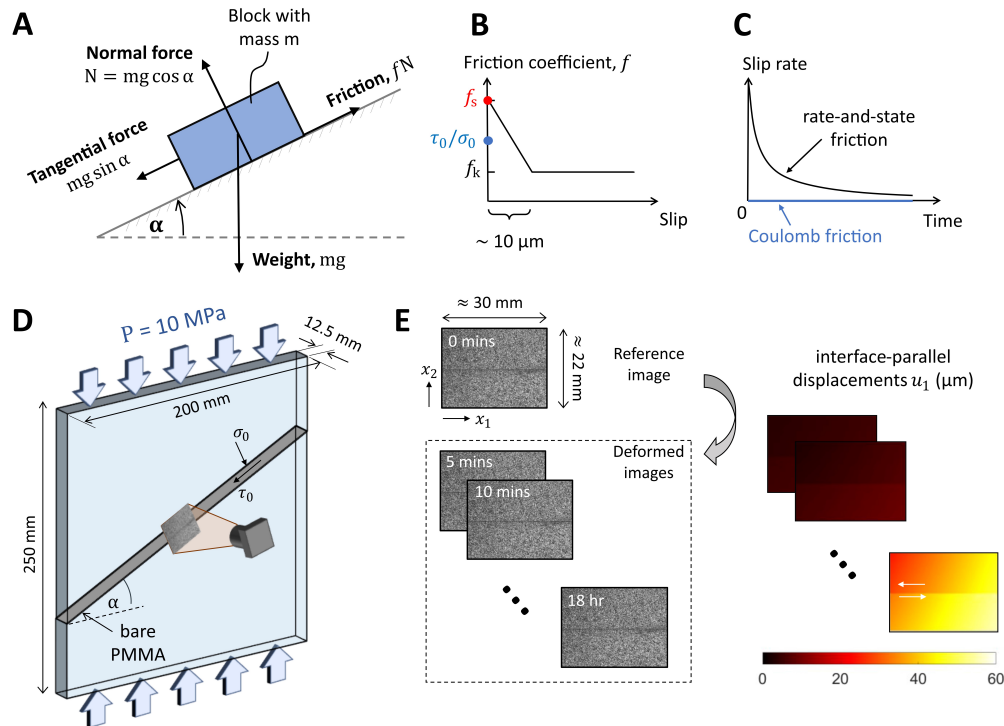 A
Block with
mass m
Normal force
N = mg cos α
Friction, fN
Tangential force
mg sin α
α
Weight, mg
B
Friction coefficient, f
fₛ
τ₀/σ₀
fₖ
Slip
~ 10 µm
C
Slip rate
rate-and-state
friction
0
Time
Coulomb friction
D
P = 10 MPa
12.5 mm
200 mm
σ₀
τ₀
250 mm
α
bare
PMMA
E
≈ 30 mm
0 mins
≈ 22 mm
x₂
x₁
Reference
image
Deformed
images
5 mins
10 mins
18 hr
interface-parallel
displacements u₁ (µm)
0 20 40 60